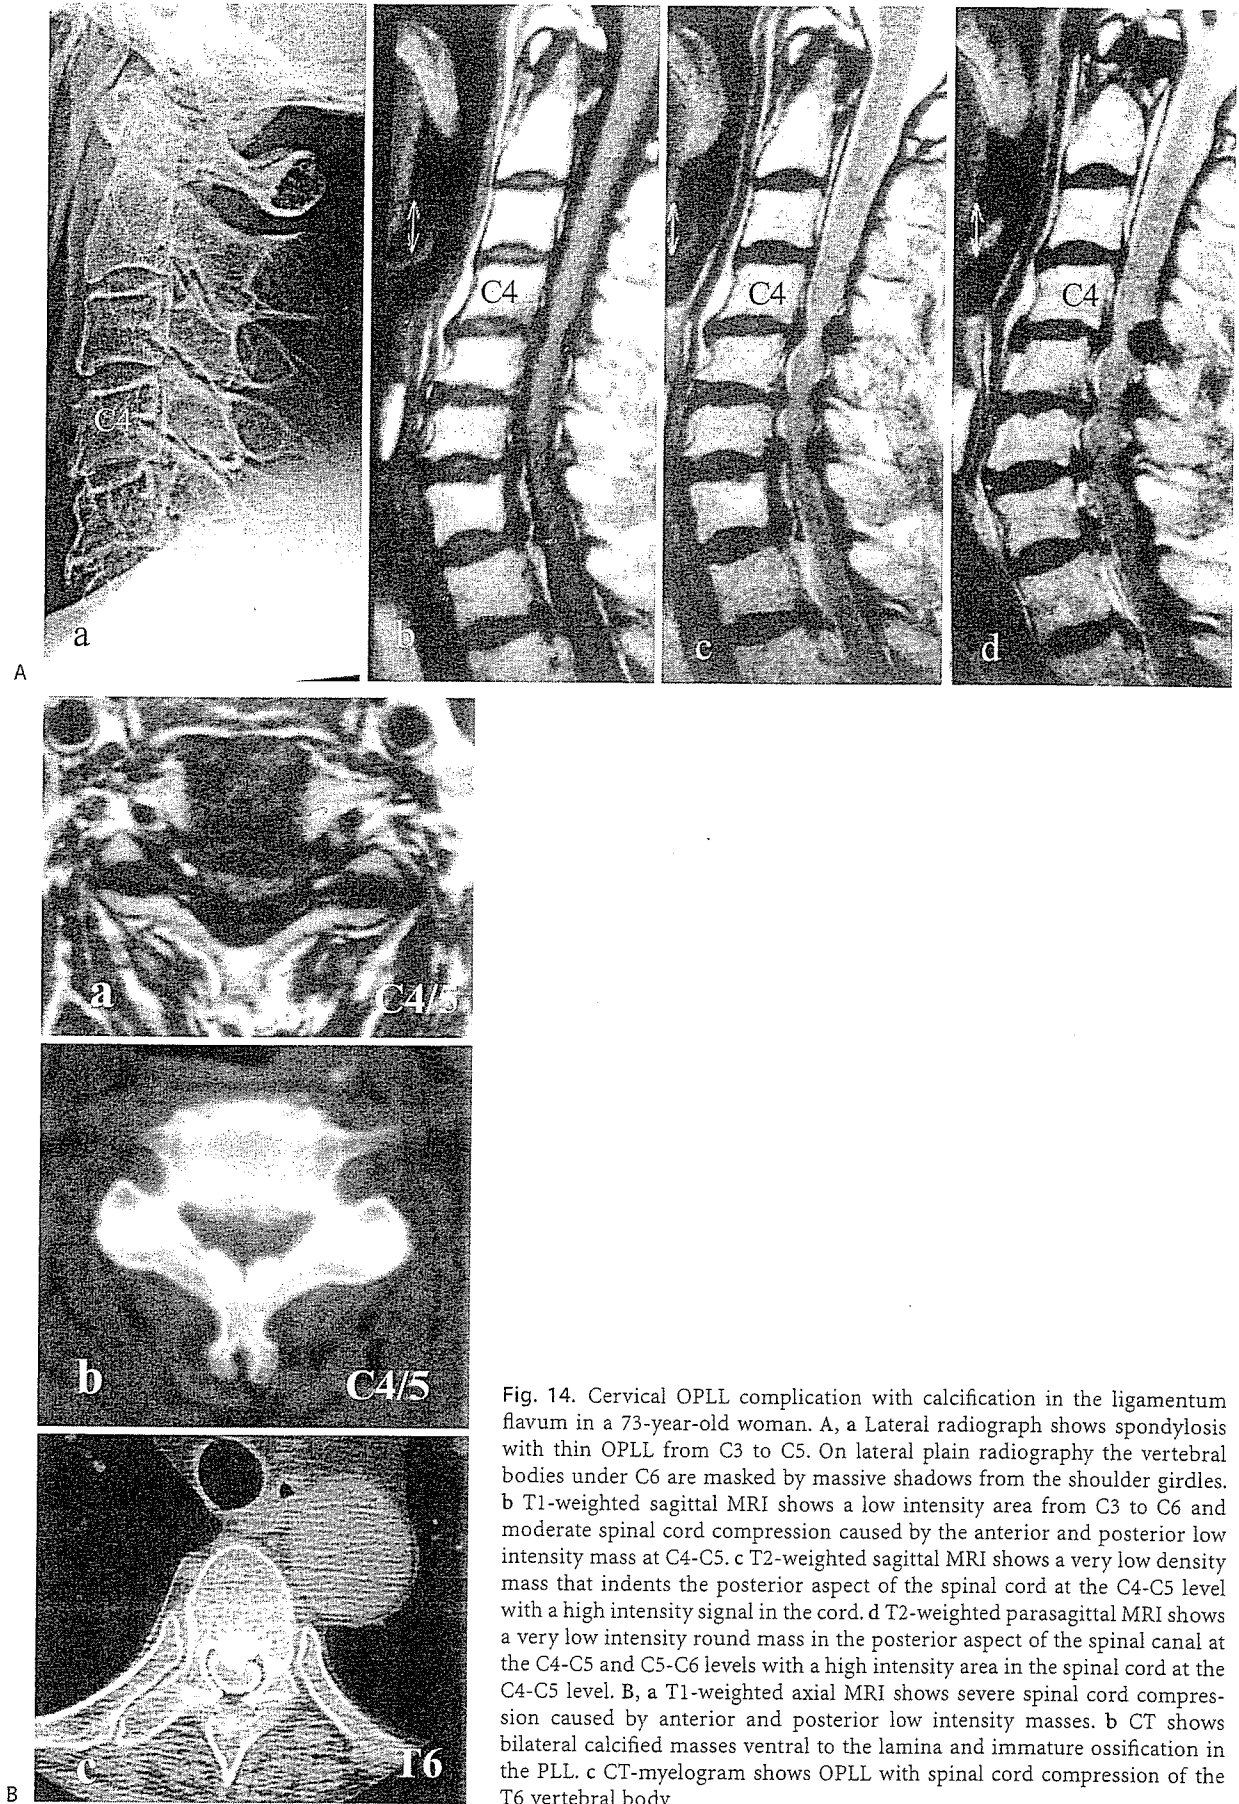 C4
a
C4
b
C4
c
C4
d
A
a
C4/5
b
C4/5
c
T6
B
Fig. 14. Cervical OPLL complication with calcification in the ligamentum
flavum in a 73-year-old woman. A, a Lateral radiograph shows spondylosis
with thin OPLL from C3 to C5. On lateral plain radiography the vertebral
bodies under C6 are masked by massive shadows from the shoulder girdles.
b T1-weighted sagittal MRI shows a low intensity area from C3 to C6 and
moderate spinal cord compression caused by the anterior and posterior low
intensity mass at C4-C5. c T2-weighted sagittal MRI shows a very low density
mass that indents the posterior aspect of the spinal cord at the C4-C5 level
with a high intensity signal in the cord. d T2-weighted parasagittal MRI shows
a very low intensity round mass in the posterior aspect of the spinal canal at
the C4-C5 and C5-C6 levels with a high intensity area in the spinal cord at the
C4-C5 level. B, a T1-weighted axial MRI shows severe spinal cord compres-
sion caused by anterior and posterior low intensity masses. b CT shows
bilateral calcified masses ventral to the lamina and immature ossification in
the PLL. c CT-myelogram shows OPLL with spinal cord compression of the
T6 vertebral body